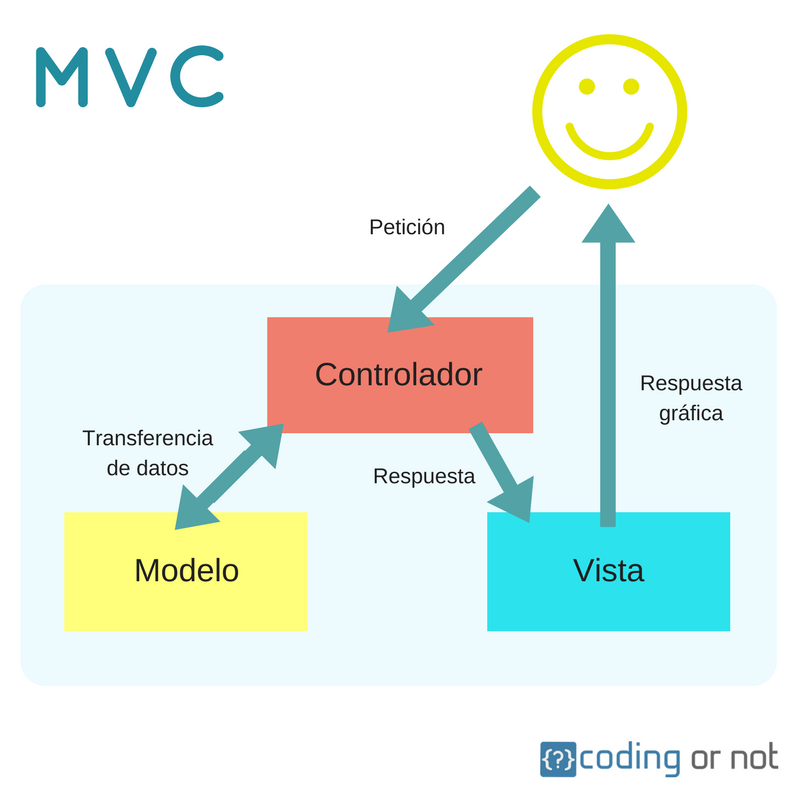 MVC
Petición
Controlador
Respuesta
gráfica
Transferencia
de datos
Respuesta
Modelo
Vista
{?}coding or not